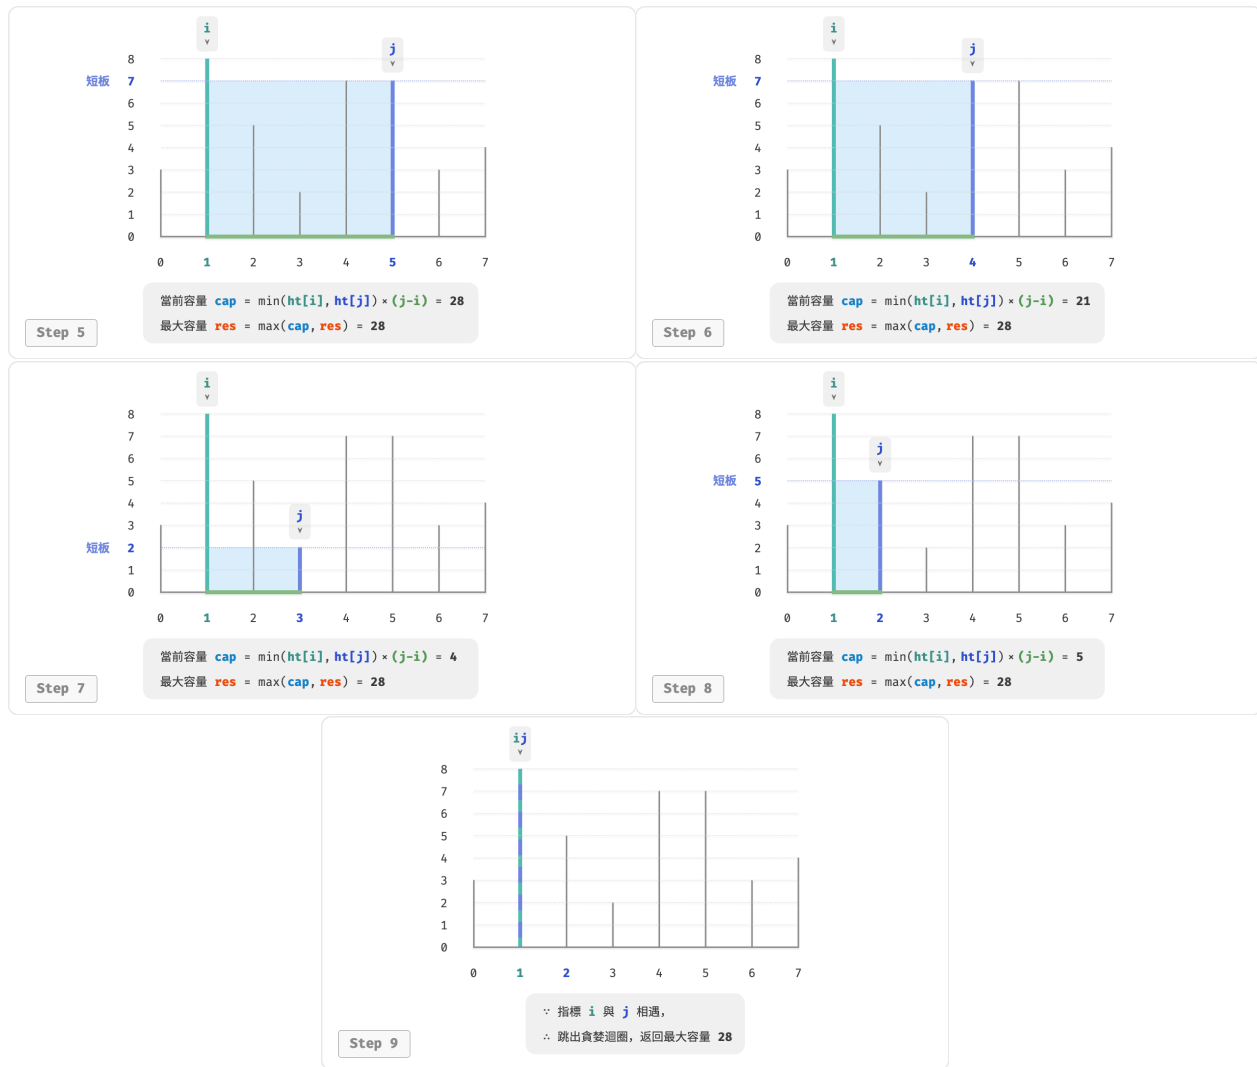 i
j
8
短板 7
6
5
4
3
2
1
0
0 1 2 3 4 5 6 7
當前容量 cap = min(ht[i], ht[j]) × (j-i) = 28
最大容量 res = max(cap, res) = 28
Step 5
i
j
8
短板 7
6
5
4
3
2
1
0
0 1 2 3 4 5 6 7
當前容量 cap = min(ht[i], ht[j]) × (j-i) = 21
最大容量 res = max(cap, res) = 28
Step 6
i
8
7
6
5
4
j
3
短板 2
1
0
0 1 2 3 4 5 6 7
當前容量 cap = min(ht[i], ht[j]) × (j-i) = 4
最大容量 res = max(cap, res) = 28
Step 7
i
8
7
j
6
短板 5
4
3
2
1
0
0 1 2 3 4 5 6 7
當前容量 cap = min(ht[i], ht[j]) × (j-i) = 5
最大容量 res = max(cap, res) = 28
Step 8
ij
8
7
6
5
4
3
2
1
0
0 1 2 3 4 5 6 7
∵ 指標 i 與 j 相遇，
∴ 跳出貪婪迴圈，返回最大容量 28
Step 9